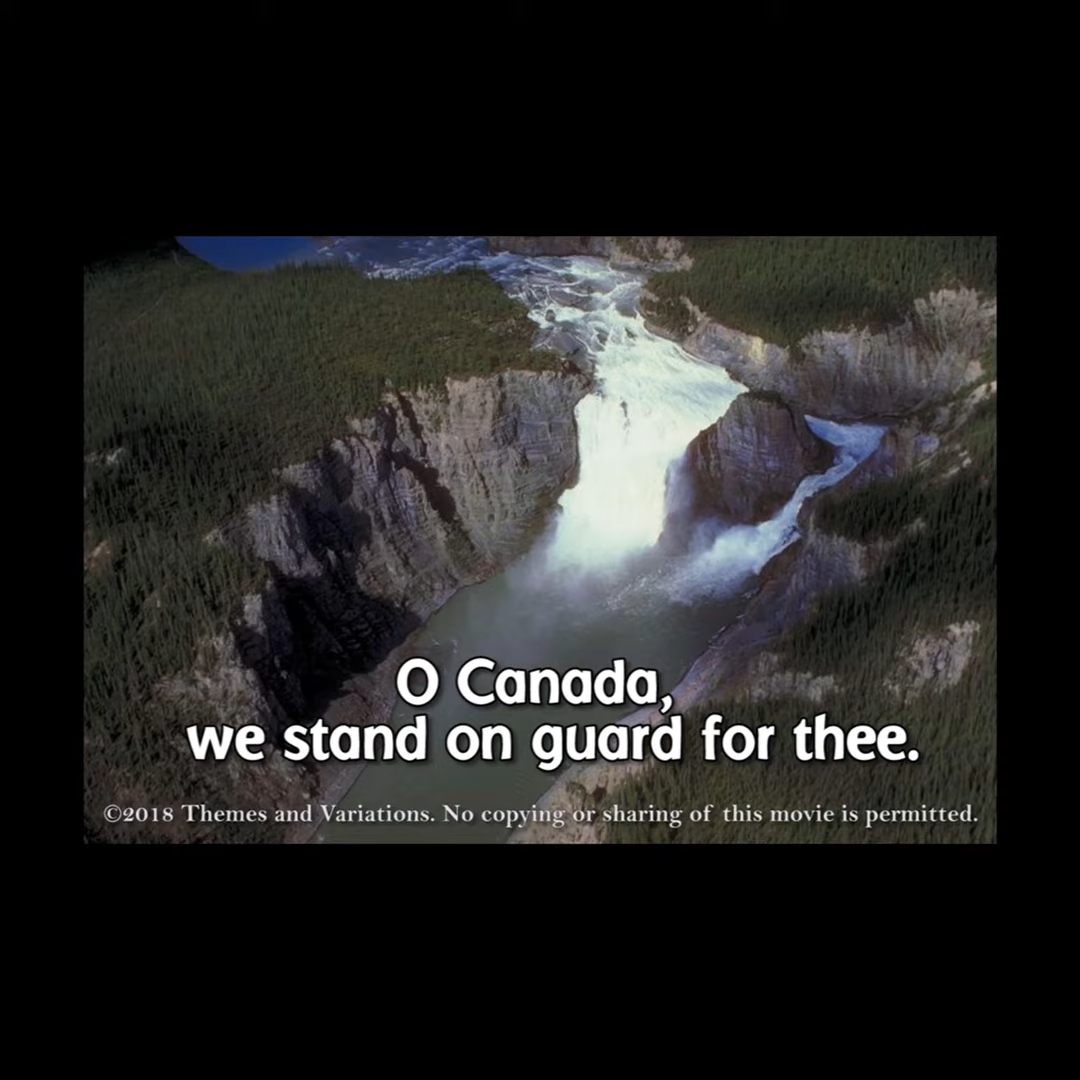 O Canada,
we stand on guard for thee.
©2018 Themes and Variations. No copying or sharing of this movie is permitted.